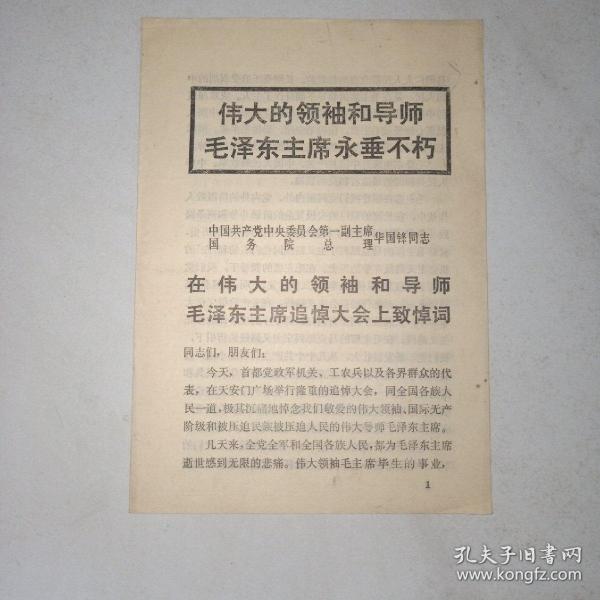 伟大的领袖和导师
毛泽东主席永垂不朽
中国共产党中央委员会第一副主席
国务院总理
华国锋同志
在伟大的领袖和导师
毛泽东主席追悼大会上致悼词
同志们，朋友们：
今天，首都党政军机关、工农兵以及各界群众的代
表，在天安门广场举行隆重的追悼大会，同全国各族人
民一道，极其沉痛地悼念我们敬爱的伟大领袖、国际无产
阶级和被压迫民族被压迫人民的伟大导师毛泽东主席。
几天来，全党全军和全国各族人民，都为毛泽东主席
逝世感到无限的悲痛。伟大领袖毛主席毕生的事业，
1
孔夫子旧书网
www.kongfz.com